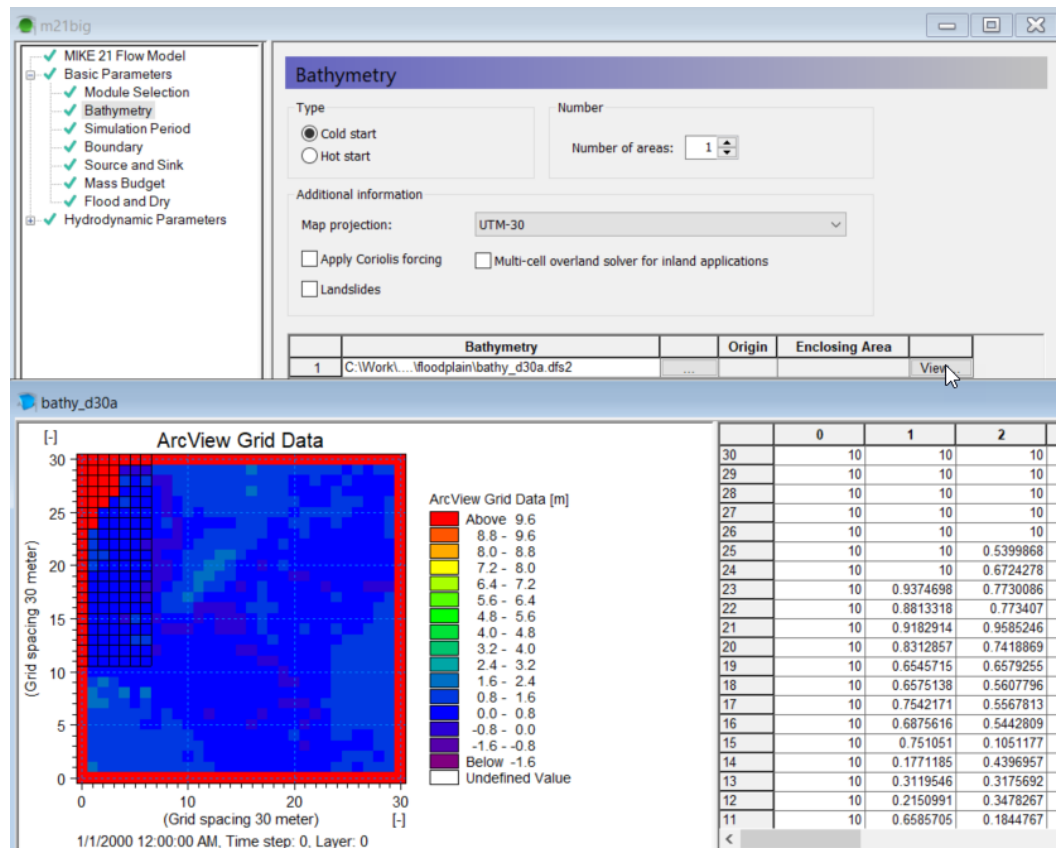 m21big
MIKE 21 Flow Model
Basic Parameters
Module Selection
Bathymetry
Simulation Period
Boundary
Source and Sink
Mass Budget
Flood and Dry
Hydrodynamic Parameters
Bathymetry
Type
Cold start
Hot start
Number
Number of areas: 1
Additional information
Map projection: UTM-30
Apply Coriolis forcing
Multi-cell overland solver for inland applications
Landslides
Bathymetry Origin Enclosing Area
1 C:\Work\....\floodplain\bathy_d30a.dfs2 ... View...
bathy_d30a
[-]
ArcView Grid Data
30
25
20
15
10
5
0
(Grid spacing 30 meter)
0 10 20 30
(Grid spacing 30 meter) [-]
1/1/2000 12:00:00 AM, Time step: 0, Layer: 0
ArcView Grid Data [m]
Above 9.6
8.8 - 9.6
8.0 - 8.8
7.2 - 8.0
6.4 - 7.2
5.6 - 6.4
4.8 - 5.6
4.0 - 4.8
3.2 - 4.0
2.4 - 3.2
1.6 - 2.4
0.8 - 1.6
0.0 - 0.8
-0.8 - 0.0
-1.6 - -0.8
Below -1.6
Undefined Value
0 1 2
30 10 10 10
29 10 10 10
28 10 10 10
27 10 10 10
26 10 10 10
25 10 10 0.5399868
24 10 10 0.6724278
23 10 0.9374698 0.7730086
22 10 0.8813318 0.773407
21 10 0.9182914 0.9585246
20 10 0.8312857 0.7418869
19 10 0.6545715 0.6579255
18 10 0.6575138 0.5607796
17 10 0.7542171 0.5567813
16 10 0.6875616 0.5442809
15 10 0.751051 0.1051177
14 10 0.1771185 0.4396957
13 10 0.3119546 0.3175692
12 10 0.2150991 0.3478267
11 10 0.6585705 0.1844767